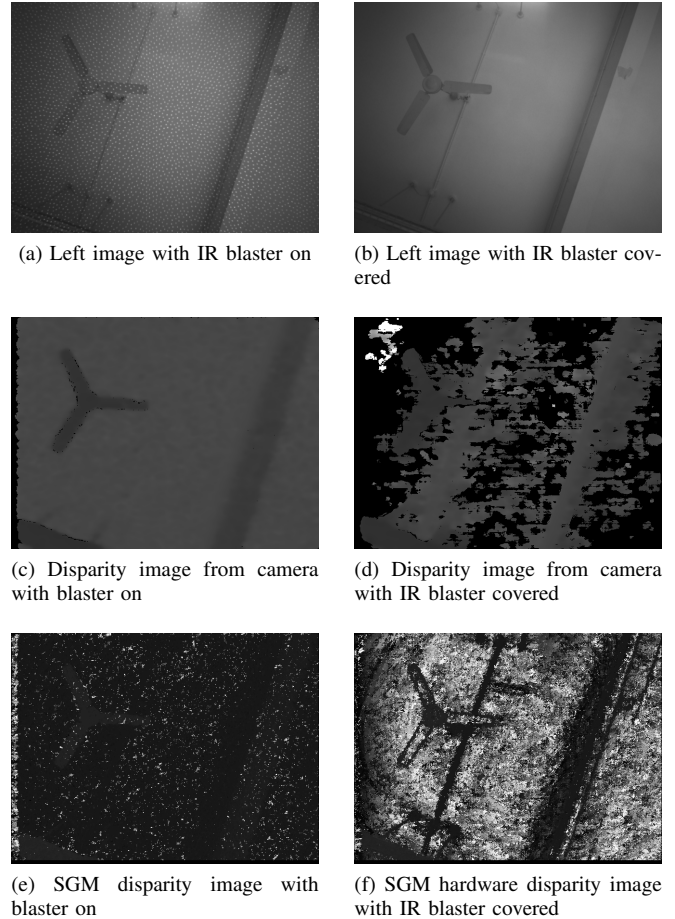 (a) Left image with IR blaster on
(b) Left image with IR blaster cov-
ered
(c) Disparity image from camera
with blaster on
(d) Disparity image from camera
with IR blaster covered
(e) SGM disparity image with
blaster on
(f) SGM hardware disparity image
with IR blaster covered